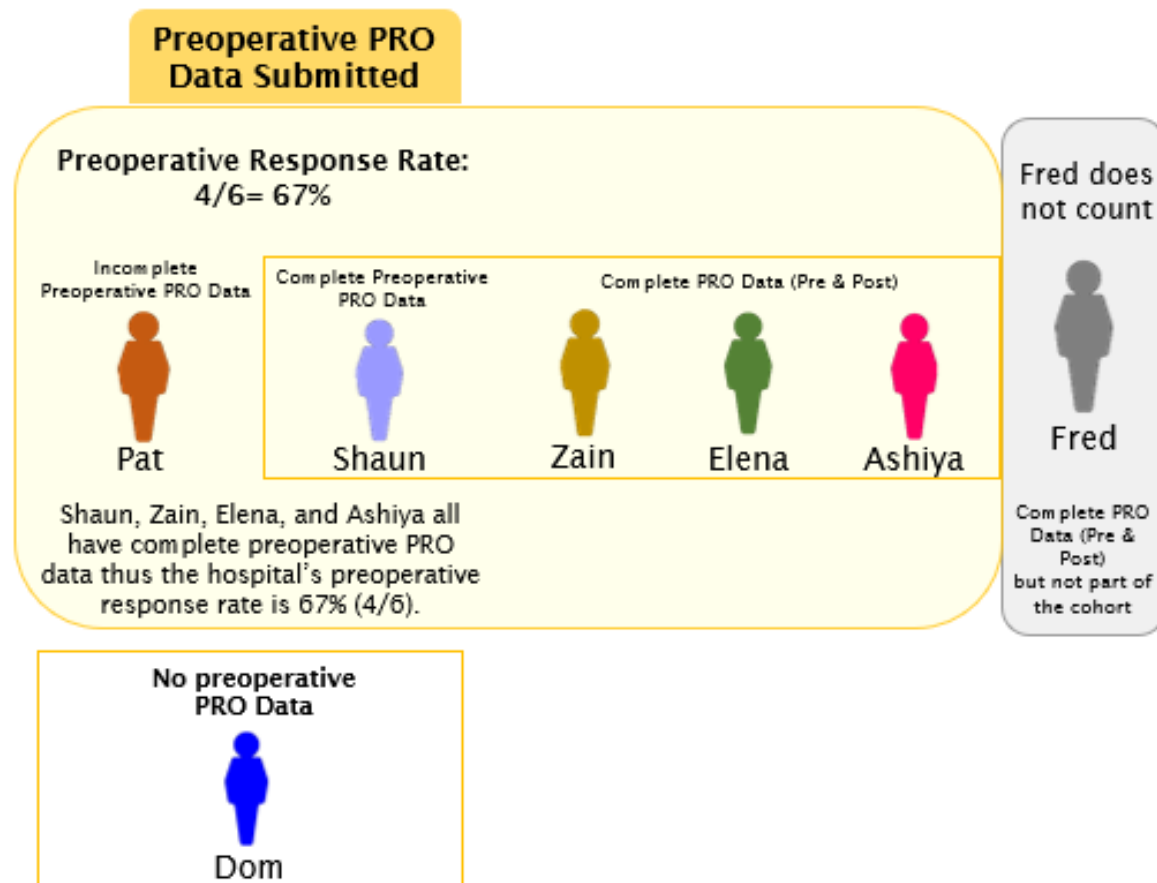 Preoperative PRO
Data Submitted
Preoperative Response Rate:
4/6= 67%
Incomplete
Preoperative PRO Data
Pat
Complete Preoperative
PRO Data
Shaun
Complete PRO Data (Pre & Post)
Zain
Elena
Ashiya
Shaun, Zain, Elena, and Ashiya all
have complete preoperative PRO
data thus the hospital's preoperative
response rate is 67% (4/6).
Fred does
not count
Fred
Complete PRO
Data (Pre &
Post)
but not part of
the cohort
No preoperative
PRO Data
Dom